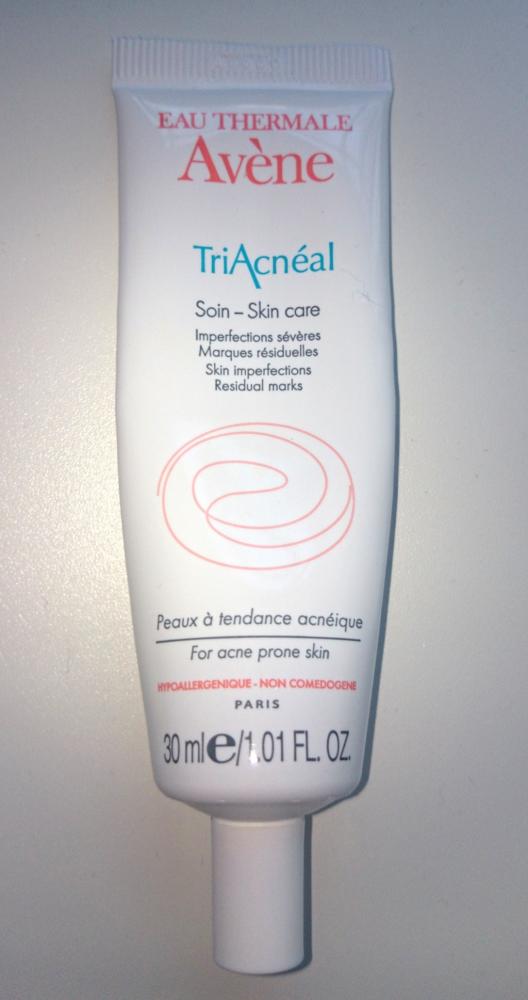 EAU THERMALE
Avène
TriAcnéal
Soin – Skin care
Imperfections sévères
Marques résiduelles
Skin imperfections
Residual marks
Peaux à tendance acnéique
For acne prone skin
HYPOALLERGENIQUE - NON COMEDOGENE
PARIS
30 ml℮/1.01 FL. OZ.